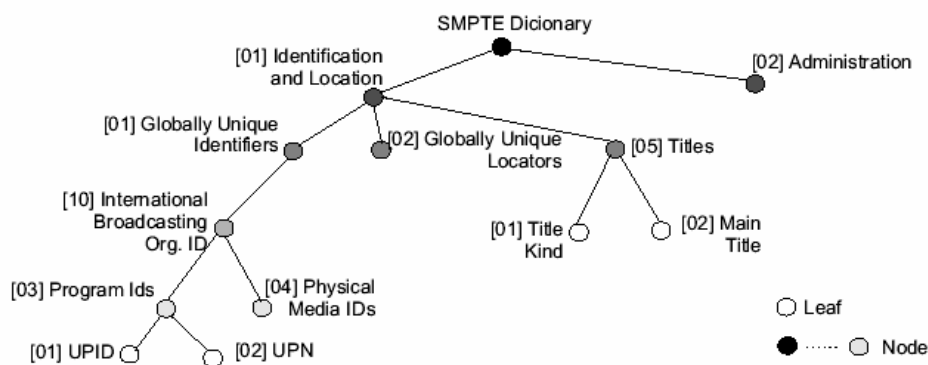 SMPTE Dicionary
[01] Identification
and Location
[02] Administration
[01] Globally Unique
Identifiers
[02] Globally Unique
Locators
[05] Titles
[10] International
Broadcasting
Org. ID
[01] Title
Kind
[02] Main
Title
[03] Program Ids
[04] Physical
Media IDs
[01] UPID
[02] UPN
Leaf
Node